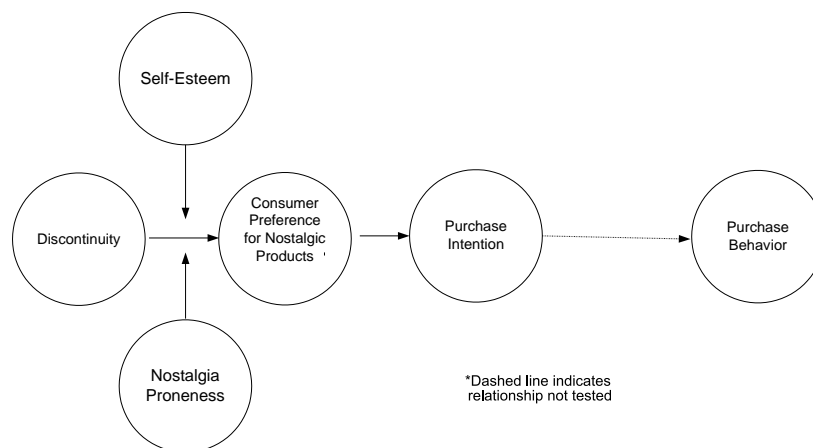 Self-Esteem
Discontinuity
Consumer
Preference
for Nostalgic
Products
Purchase
Intention
Purchase
Behavior
Nostalgia
Proneness
*Dashed line indicates
relationship not tested